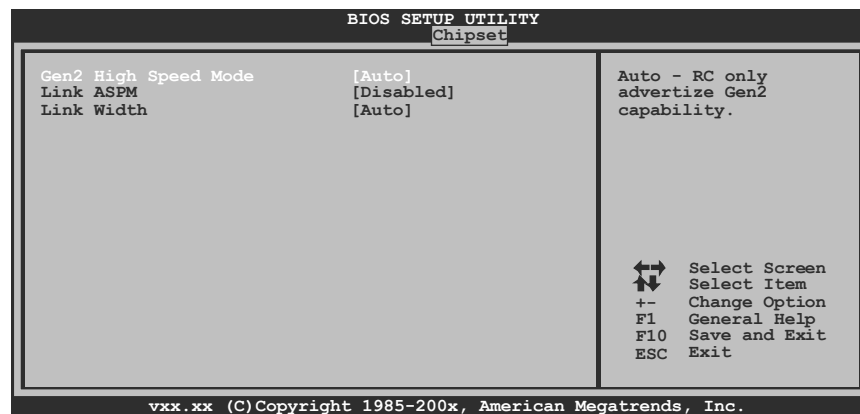 BIOS SETUP UTILITY
Chipset
Gen2 High Speed Mode [Auto]
Link ASPM [Disabled]
Link Width [Auto]
Auto - RC only
advertize Gen2
capability.
Select Screen
Select Item
+- Change Option
F1 General Help
F10 Save and Exit
ESC Exit
vxx.xx (C)Copyright 1985-200x, American Megatrends, Inc.